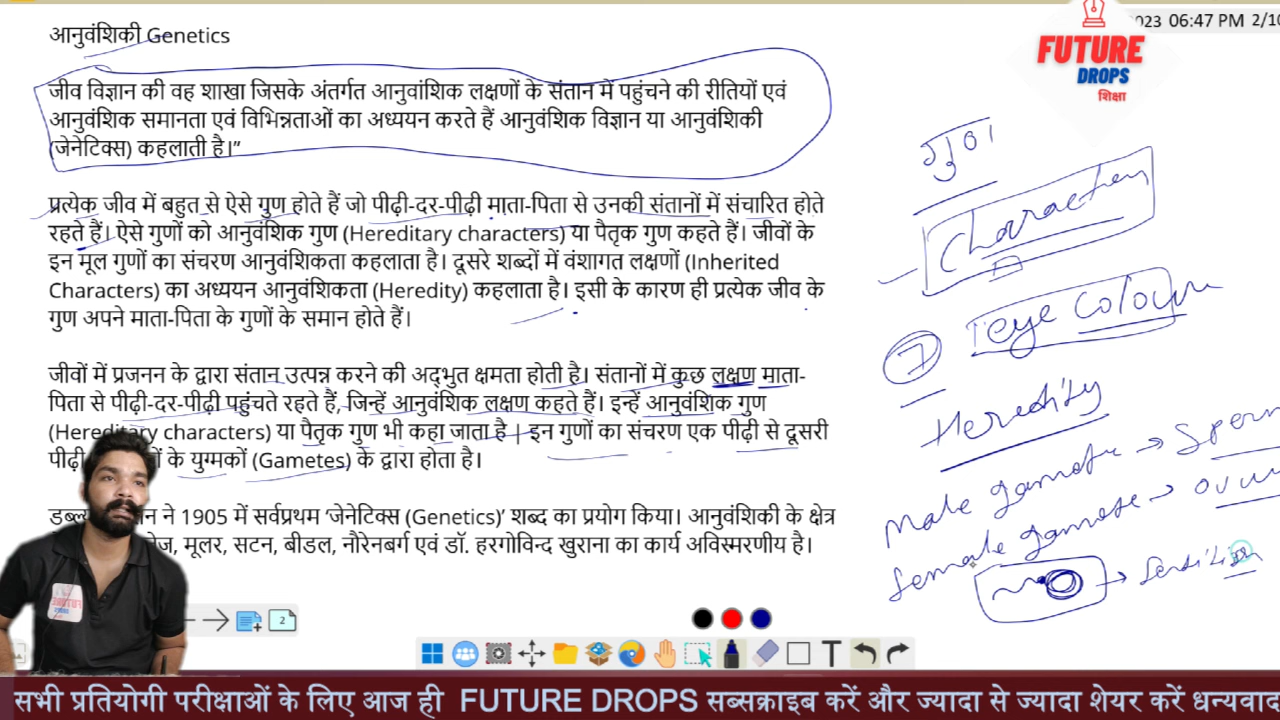 आनुवंशिकी Genetics
जीव विज्ञान की वह शाखा जिसके अंतर्गत आनुवांशिक लक्षणों के संतान में पहुंचने की रीतियों एवं
आनुवंशिक समानता एवं विभिन्नताओं का अध्ययन करते हैं आनुवंशिक विज्ञान या आनुवंशिकी
(जेनेटिक्स) कहलाती है।”
प्रत्येक जीव में बहुत से ऐसे गुण होते हैं जो पीढ़ी-दर-पीढ़ी माता-पिता से उनकी संतानों में संचारित होते
रहते हैं। ऐसे गुणों को आनुवंशिक गुण (Hereditary characters) या पैतृक गुण कहते हैं। जीवों के
इन मूल गुणों का संचरण आनुवंशिकता कहलाता है। दूसरे शब्दों में वंशागत लक्षणों (Inherited
Characters) का अध्ययन आनुवंशिकता (Heredity) कहलाता है। इसी के कारण ही प्रत्येक जीव के
गुण अपने माता-पिता के गुणों के समान होते हैं।
जीवों में प्रजनन के द्वारा संतान उत्पन्न करने की अद्भुत क्षमता होती है। संतानों में कुछ लक्षण माता-
पिता से पीढ़ी-दर-पीढ़ी पहुंचते रहते हैं, जिन्हें आनुवंशिक लक्षण कहते हैं। इन्हें आनुवंशिक गुण
(Hereditary characters) या पैतृक गुण भी कहा जाता है | इन गुणों का संचरण एक पीढ़ी से दूसरी
पीढ़ी के युग्मकों (Gametes) के द्वारा होता है।
ने 1905 में सर्वप्रथम ‘जेनेटिक्स (Genetics)’ शब्द का प्रयोग किया। आनुवंशिकी के क्षेत्र
मूलर, सटन, बीडल, नौरेनबर्ग एवं डॉ. हरगोविन्द खुराना का कार्य अविस्मरणीय है।
2023 06:47 PM 2/10
FUTURE
DROPS
शिक्षा
गुण
eye colour
Heredity
male gamete → Sperm
female gamete →
2
सभी प्रतियोगी परीक्षाओं के लिए आज ही FUTURE DROPS सब्सक्राइब करें और ज्यादा से ज्यादा शेयर करें धन्यवाद